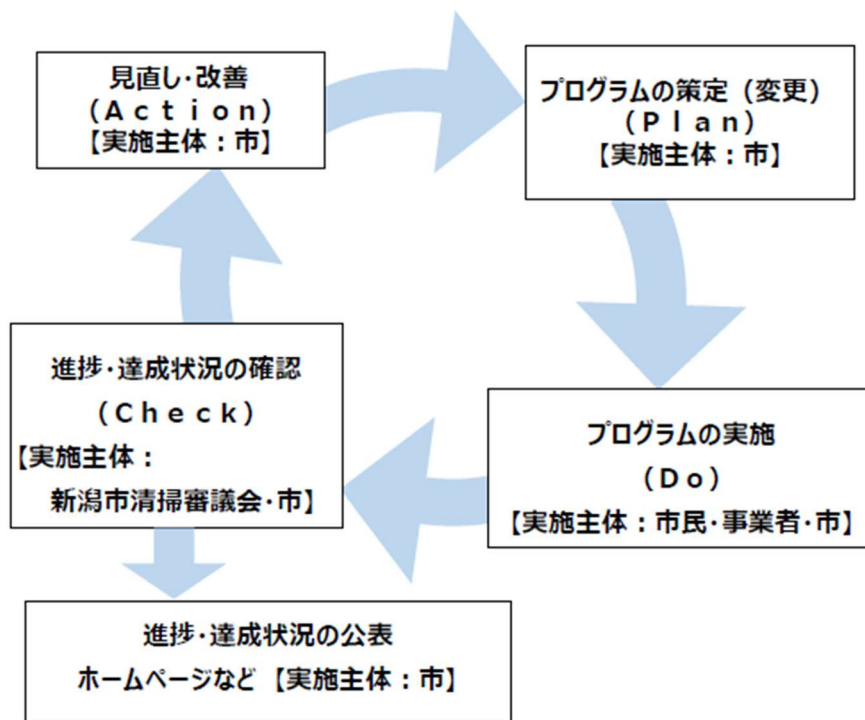 見直し・改善
(Action)
【実施主体：市】
プログラムの策定（変更）
(Plan)
【実施主体：市】
進捗・達成状況の確認
(Check)
【実施主体：
新潟市清掃審議会・市】
プログラムの実施
(Do)
【実施主体：市民・事業者・市】
進捗・達成状況の公表
ホームページなど【実施主体：市】